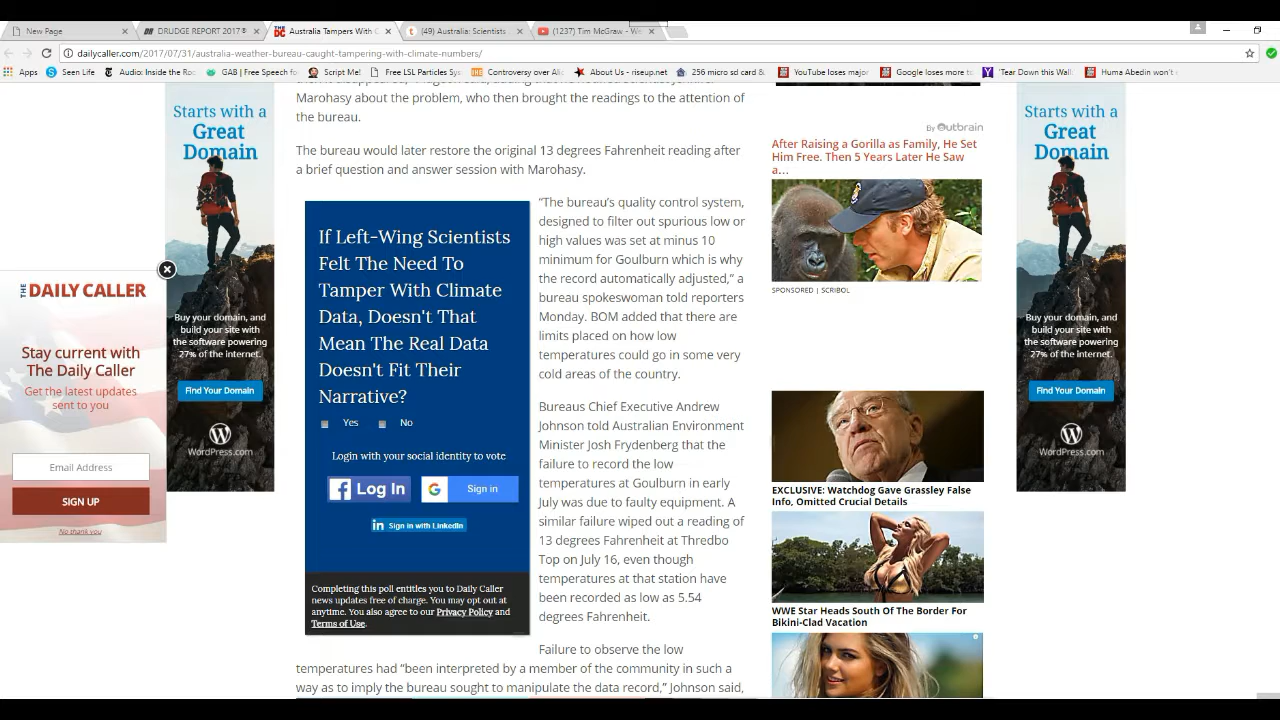 New Page
DRUDGE REPORT 2017®
Australia Tampers With C
(49) Australia: Scientists
(1237) Tim McGraw - We
dailycaller.com/2017/07/31/australia-weather-bureau-caught-tampering-with-climate-numbers/
Apps
Seen Life
Audio: Inside the Ro
GAB | Free Speech fo
Script Me!
Free LSL Particles Sys
Controversy over Alic
About Us - riseup.net
256 micro sd card &
YouTube loses major
Google loses more to
'Tear Down this Wall
Huma Abedin won't
Marohasy about the problem, who then brought the readings to the attention of
the bureau.
The bureau would later restore the original 13 degrees Fahrenheit reading after
a brief question and answer session with Marohasy.
"The bureau's quality control system,
designed to filter out spurious low or
high values was set at minus 10
minimum for Goulburn which is why
the record automatically adjusted," a
bureau spokeswoman told reporters
Monday. BOM added that there are
limits placed on how low
temperatures could go in some very
cold areas of the country.
Bureaus Chief Executive Andrew
Johnson told Australian Environment
Minister Josh Frydenberg that the
failure to record the low
temperatures at Goulburn in early
July was due to faulty equipment. A
similar failure wiped out a reading of
13 degrees Fahrenheit at Thredbo
Top on July 16, even though
temperatures at that station have
been recorded as low as 5.54
degrees Fahrenheit.
Failure to observe the low
temperatures had "been interpreted by a member of the community in such a
way as to imply the bureau sought to manipulate the data record," Johnson said,
If Left-Wing Scientists
Felt The Need To
Tamper With Climate
Data, Doesn't That
Mean The Real Data
Doesn't Fit Their
Narrative?
Yes No
Login with your social identity to vote
Log In
G Sign in
in Sign in with LinkedIn
Completing this poll entitles you to Daily Caller
news updates free of charge. You may opt out at
anytime. You also agree to our Privacy Policy and
Terms of Use.
Starts with a
Great
Domain
Buy your domain, and
build your site with
the software powering
27% of the internet.
Find Your Domain
WordPress.com
THE DAILY CALLER
Stay current with
The Daily Caller
Get the latest updates
sent to you
Email Address
SIGN UP
No thank you
By Outbrain
After Raising a Gorilla as Family, He Set
Him Free. Then 5 Years Later He Saw
a…
SPONSORED | SCRIBOL
EXCLUSIVE: Watchdog Gave Grassley False
Info, Omitted Crucial Details
WWE Star Heads South Of The Border For
Bikini-Clad Vacation
Starts with a
Great
Domain
Buy your domain, and
build your site with
the software powering
27% of the internet.
Find Your Domain
WordPress.com